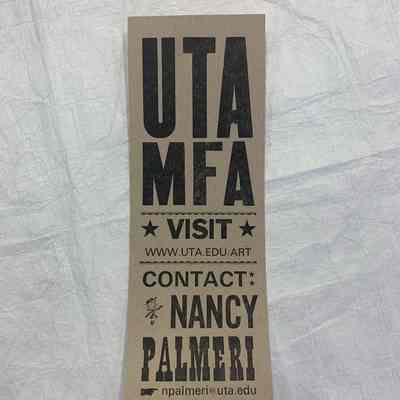 UTA
MFA
★ VISIT ★
WWW.UTA.EDU/ART
CONTACT:
NANCY
PALMERI
npalmeri@uta.edu